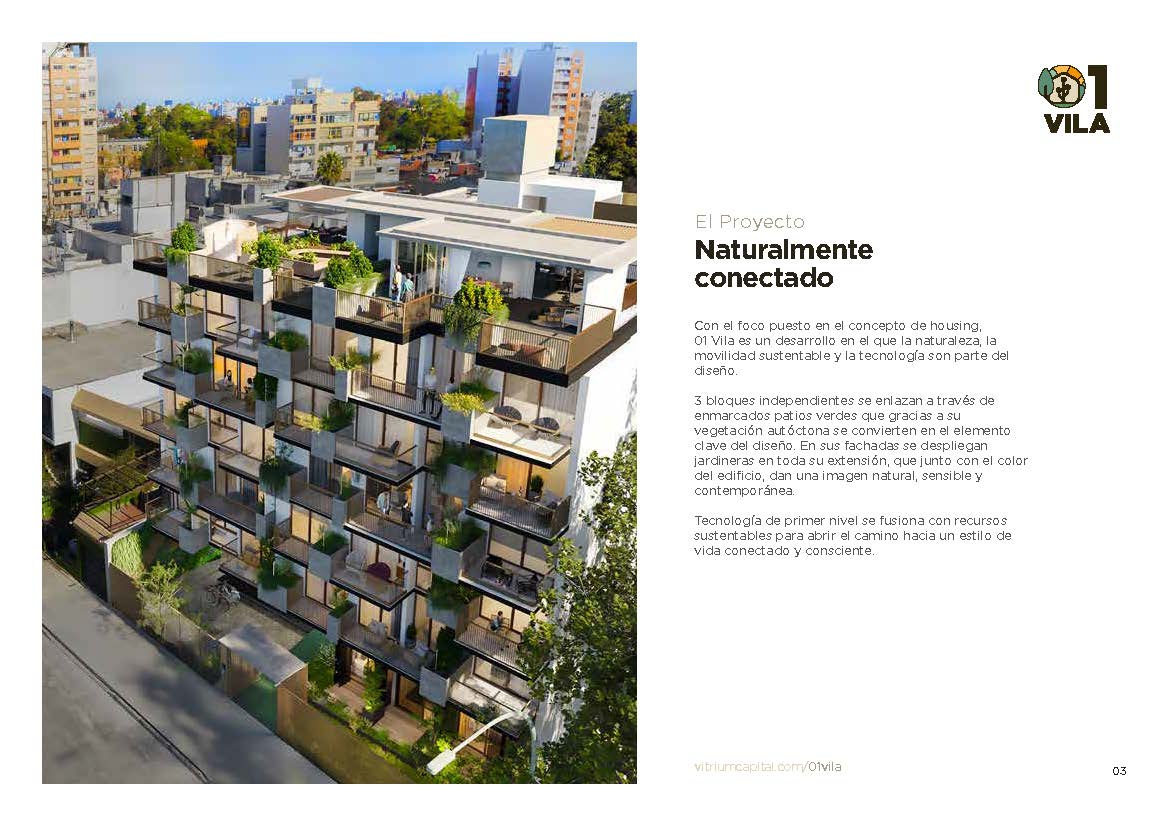 01
VILA
El Proyecto
Naturalmente
conectado
Con el foco puesto en el concepto de housing,
01 Vila es un desarrollo en el que la naturaleza, la
movilidad sustentable y la tecnología son parte del
diseño.
3 bloques independientes se enlazan a través de
enmarcados patios verdes que gracias a su
vegetación autóctona se convierten en el elemento
clave del diseño. En sus fachadas se despliegan
jardineras en toda su extensión, que junto con el color
del edificio, dan una imagen natural, sensible y
contemporánea.
Tecnología de primer nivel se fusiona con recursos
sustentables para abrir el camino hacia un estilo de
vida conectado y consciente.
vitriumcapital.com/01vila
03